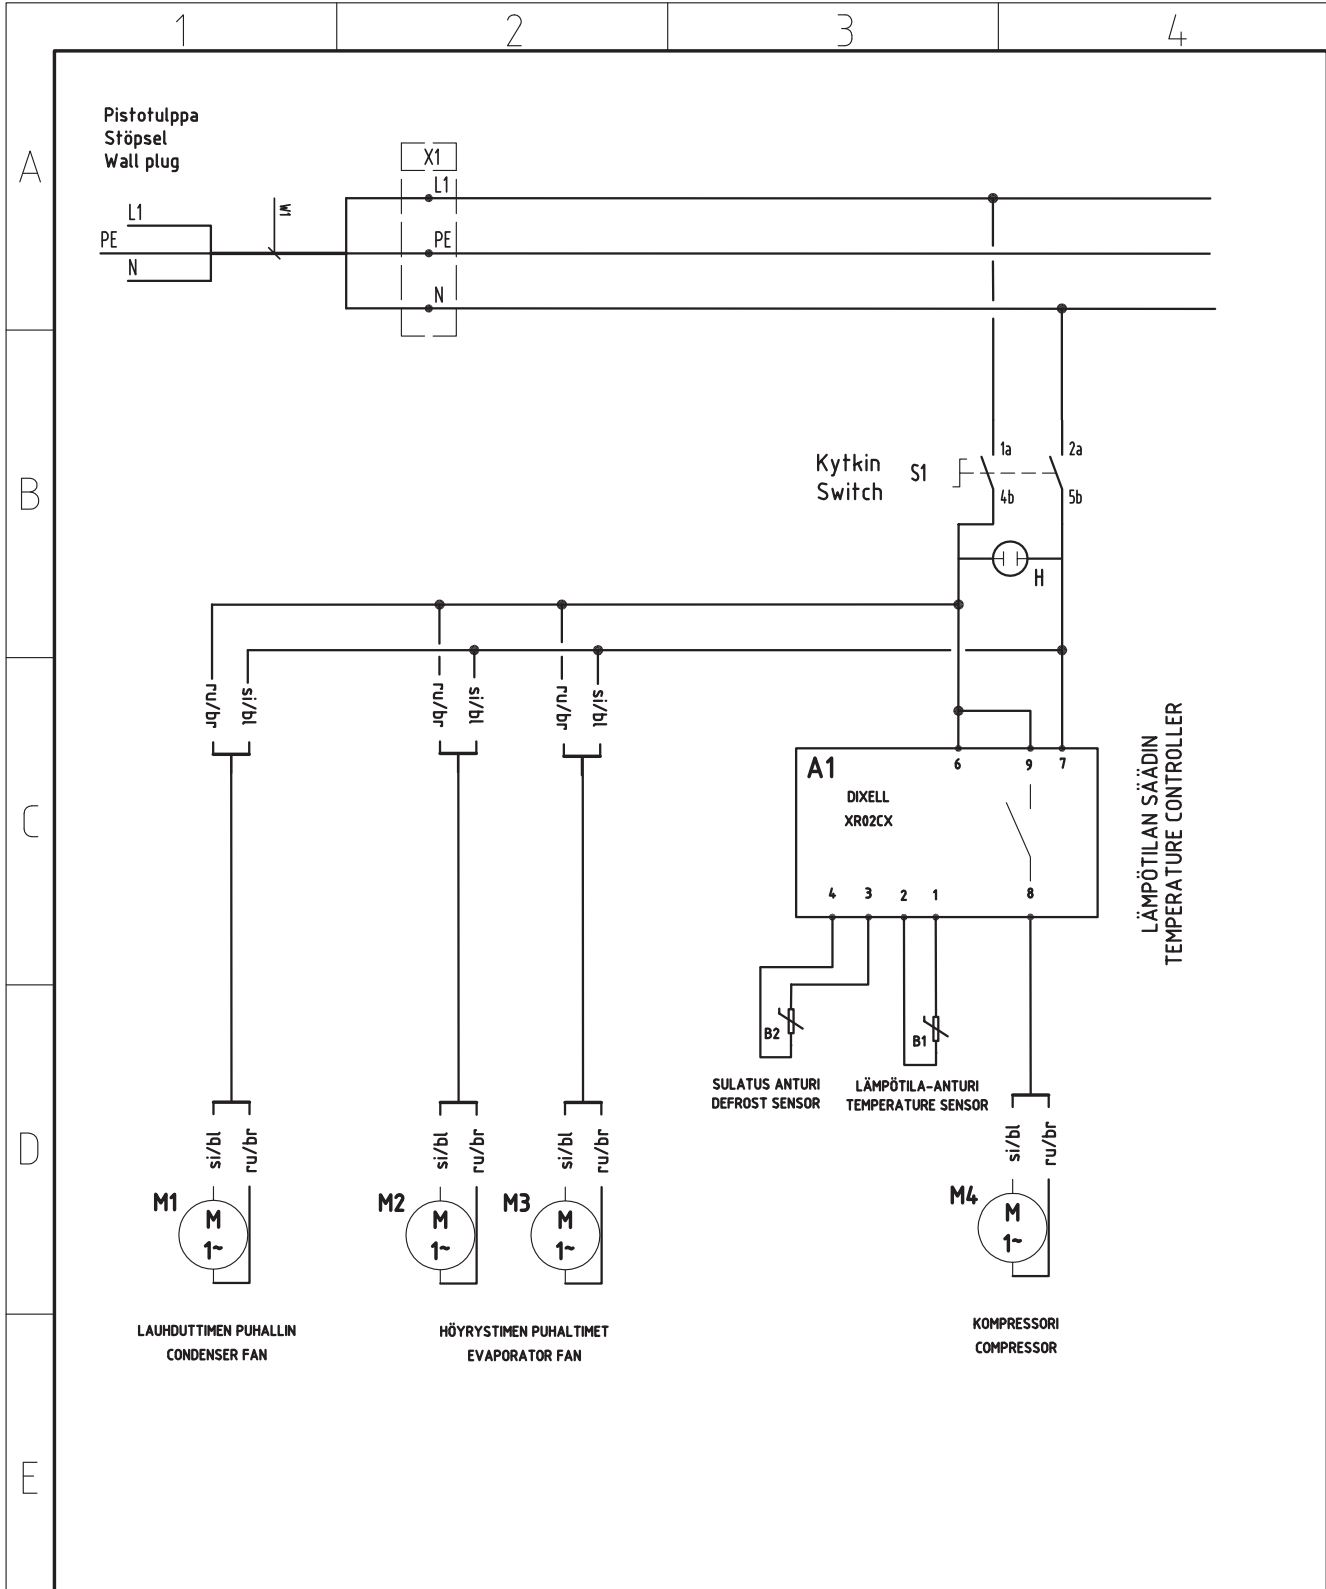 1
2
3
4
A
B
C
D
E
Pistotulppa
Stöpsel
Wall plug
L1
PE
N
W1
X1
L1
PE
N
Kytkin
Switch
S1
1a
2a
4b
5b
H
ru/br
si/bl
ru/br
si/bl
ru/br
si/bl
A1
DIXELL
XR02CX
6
9
7
4
3
2
1
8
LÄMPÖTILAN SÄÄDIN
TEMPERATURE CONTROLLER
B2
B1
SULATUS ANTURI
DEFROST SENSOR
LÄMPÖTILA-ANTURI
TEMPERATURE SENSOR
si/bl
ru/br
si/bl
ru/br
si/bl
ru/br
si/bl
ru/br
M1
M
1~
M2
M
1~
M3
M
1~
M4
M
1~
LAUHDUTTIMEN PUHALLIN
CONDENSER FAN
HÖYRYSTIMEN PUHALTIMET
EVAPORATOR FAN
KOMPRESSORI
COMPRESSOR